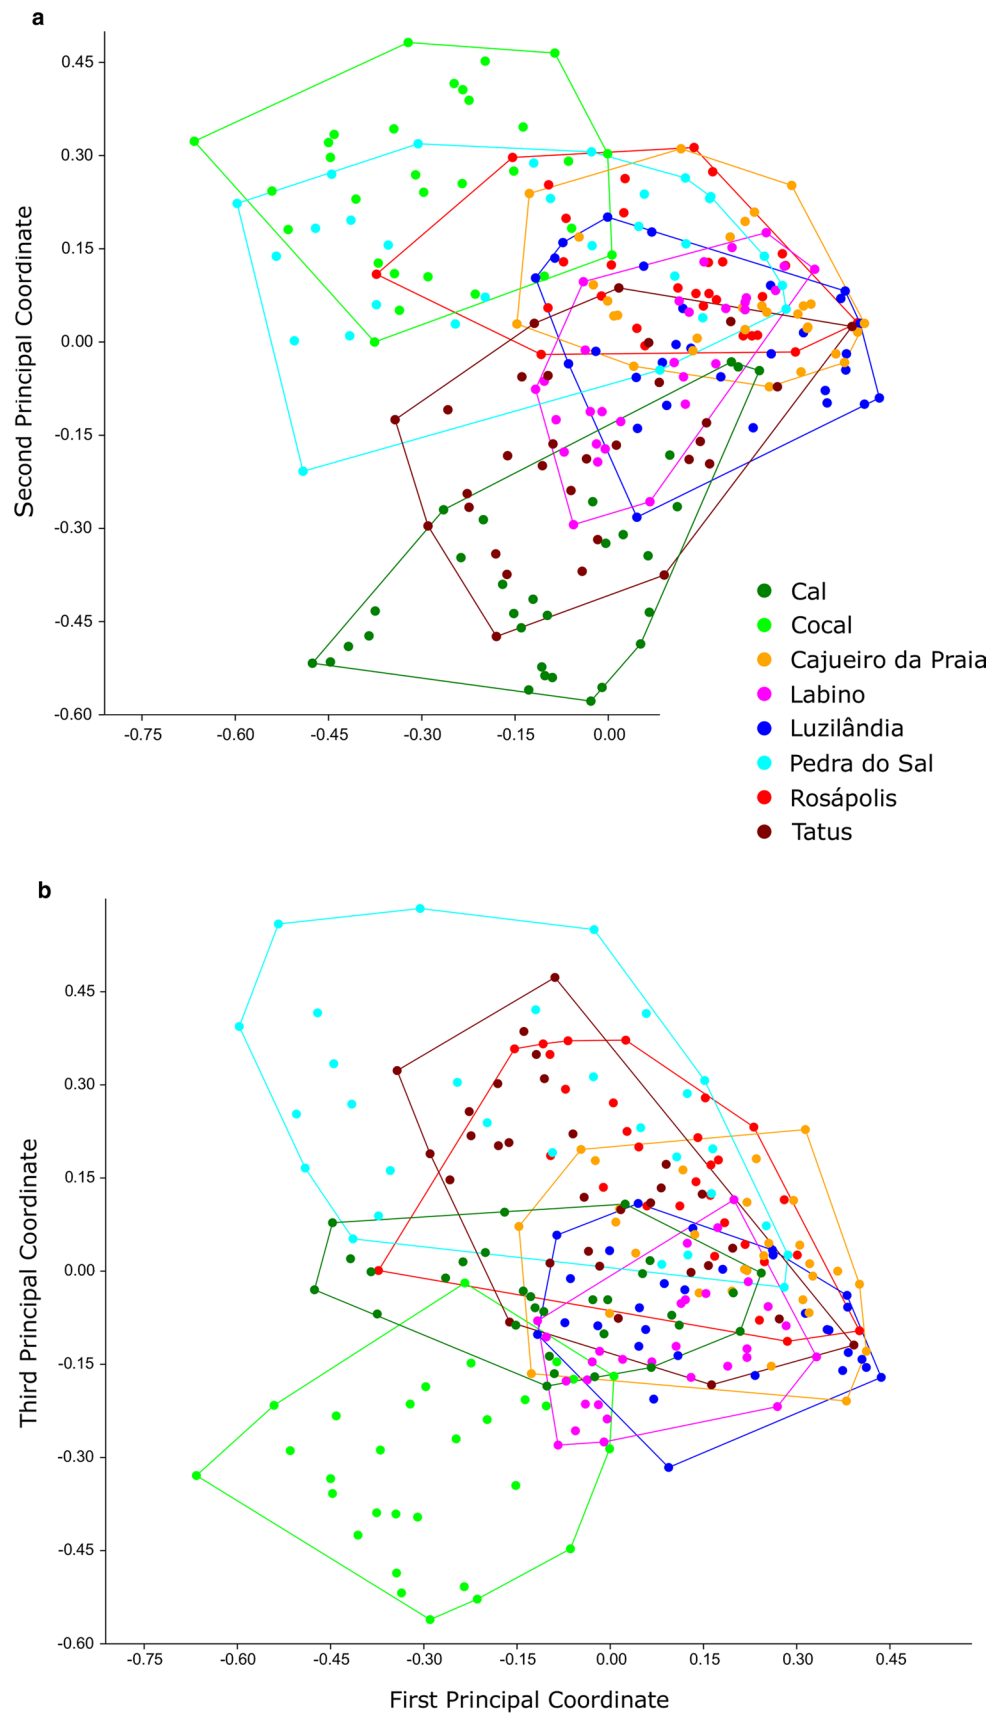 a
0.45
0.30
0.15
0.00
-0.15
-0.30
-0.45
-0.60
Second Principal Coordinate
-0.75 -0.60 -0.45 -0.30 -0.15 0.00
Cal
Cocal
Cajueiro da Praia
Labino
Luzilândia
Pedra do Sal
Rosápolis
Tatus
b
0.45
0.30
0.15
0.00
-0.15
-0.30
-0.45
-0.60
Third Principal Coordinate
-0.75 -0.60 -0.45 -0.30 -0.15 0.00 0.15 0.30 0.45
First Principal Coordinate